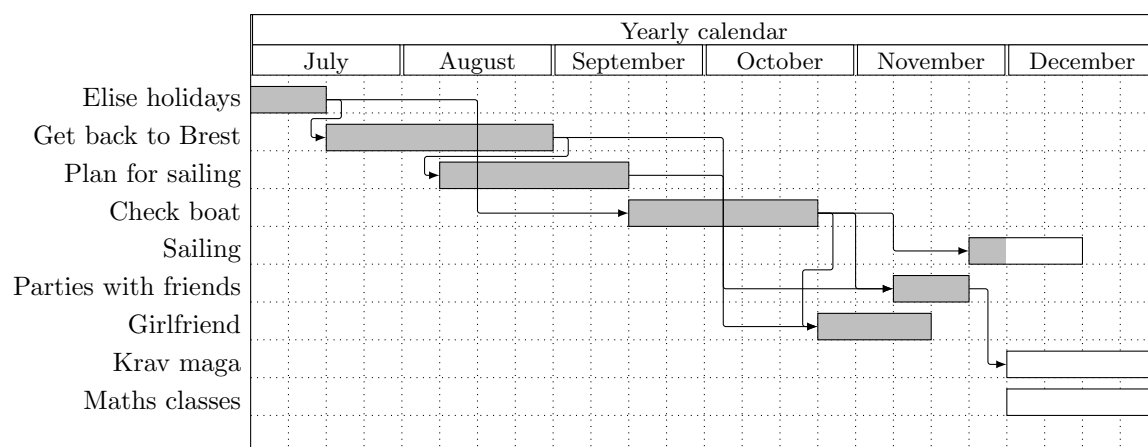 Yearly calendar
July August September October November December
Elise holidays
Get back to Brest
Plan for sailing
Check boat
Sailing
Parties with friends
Girlfriend
Krav maga
Maths classes